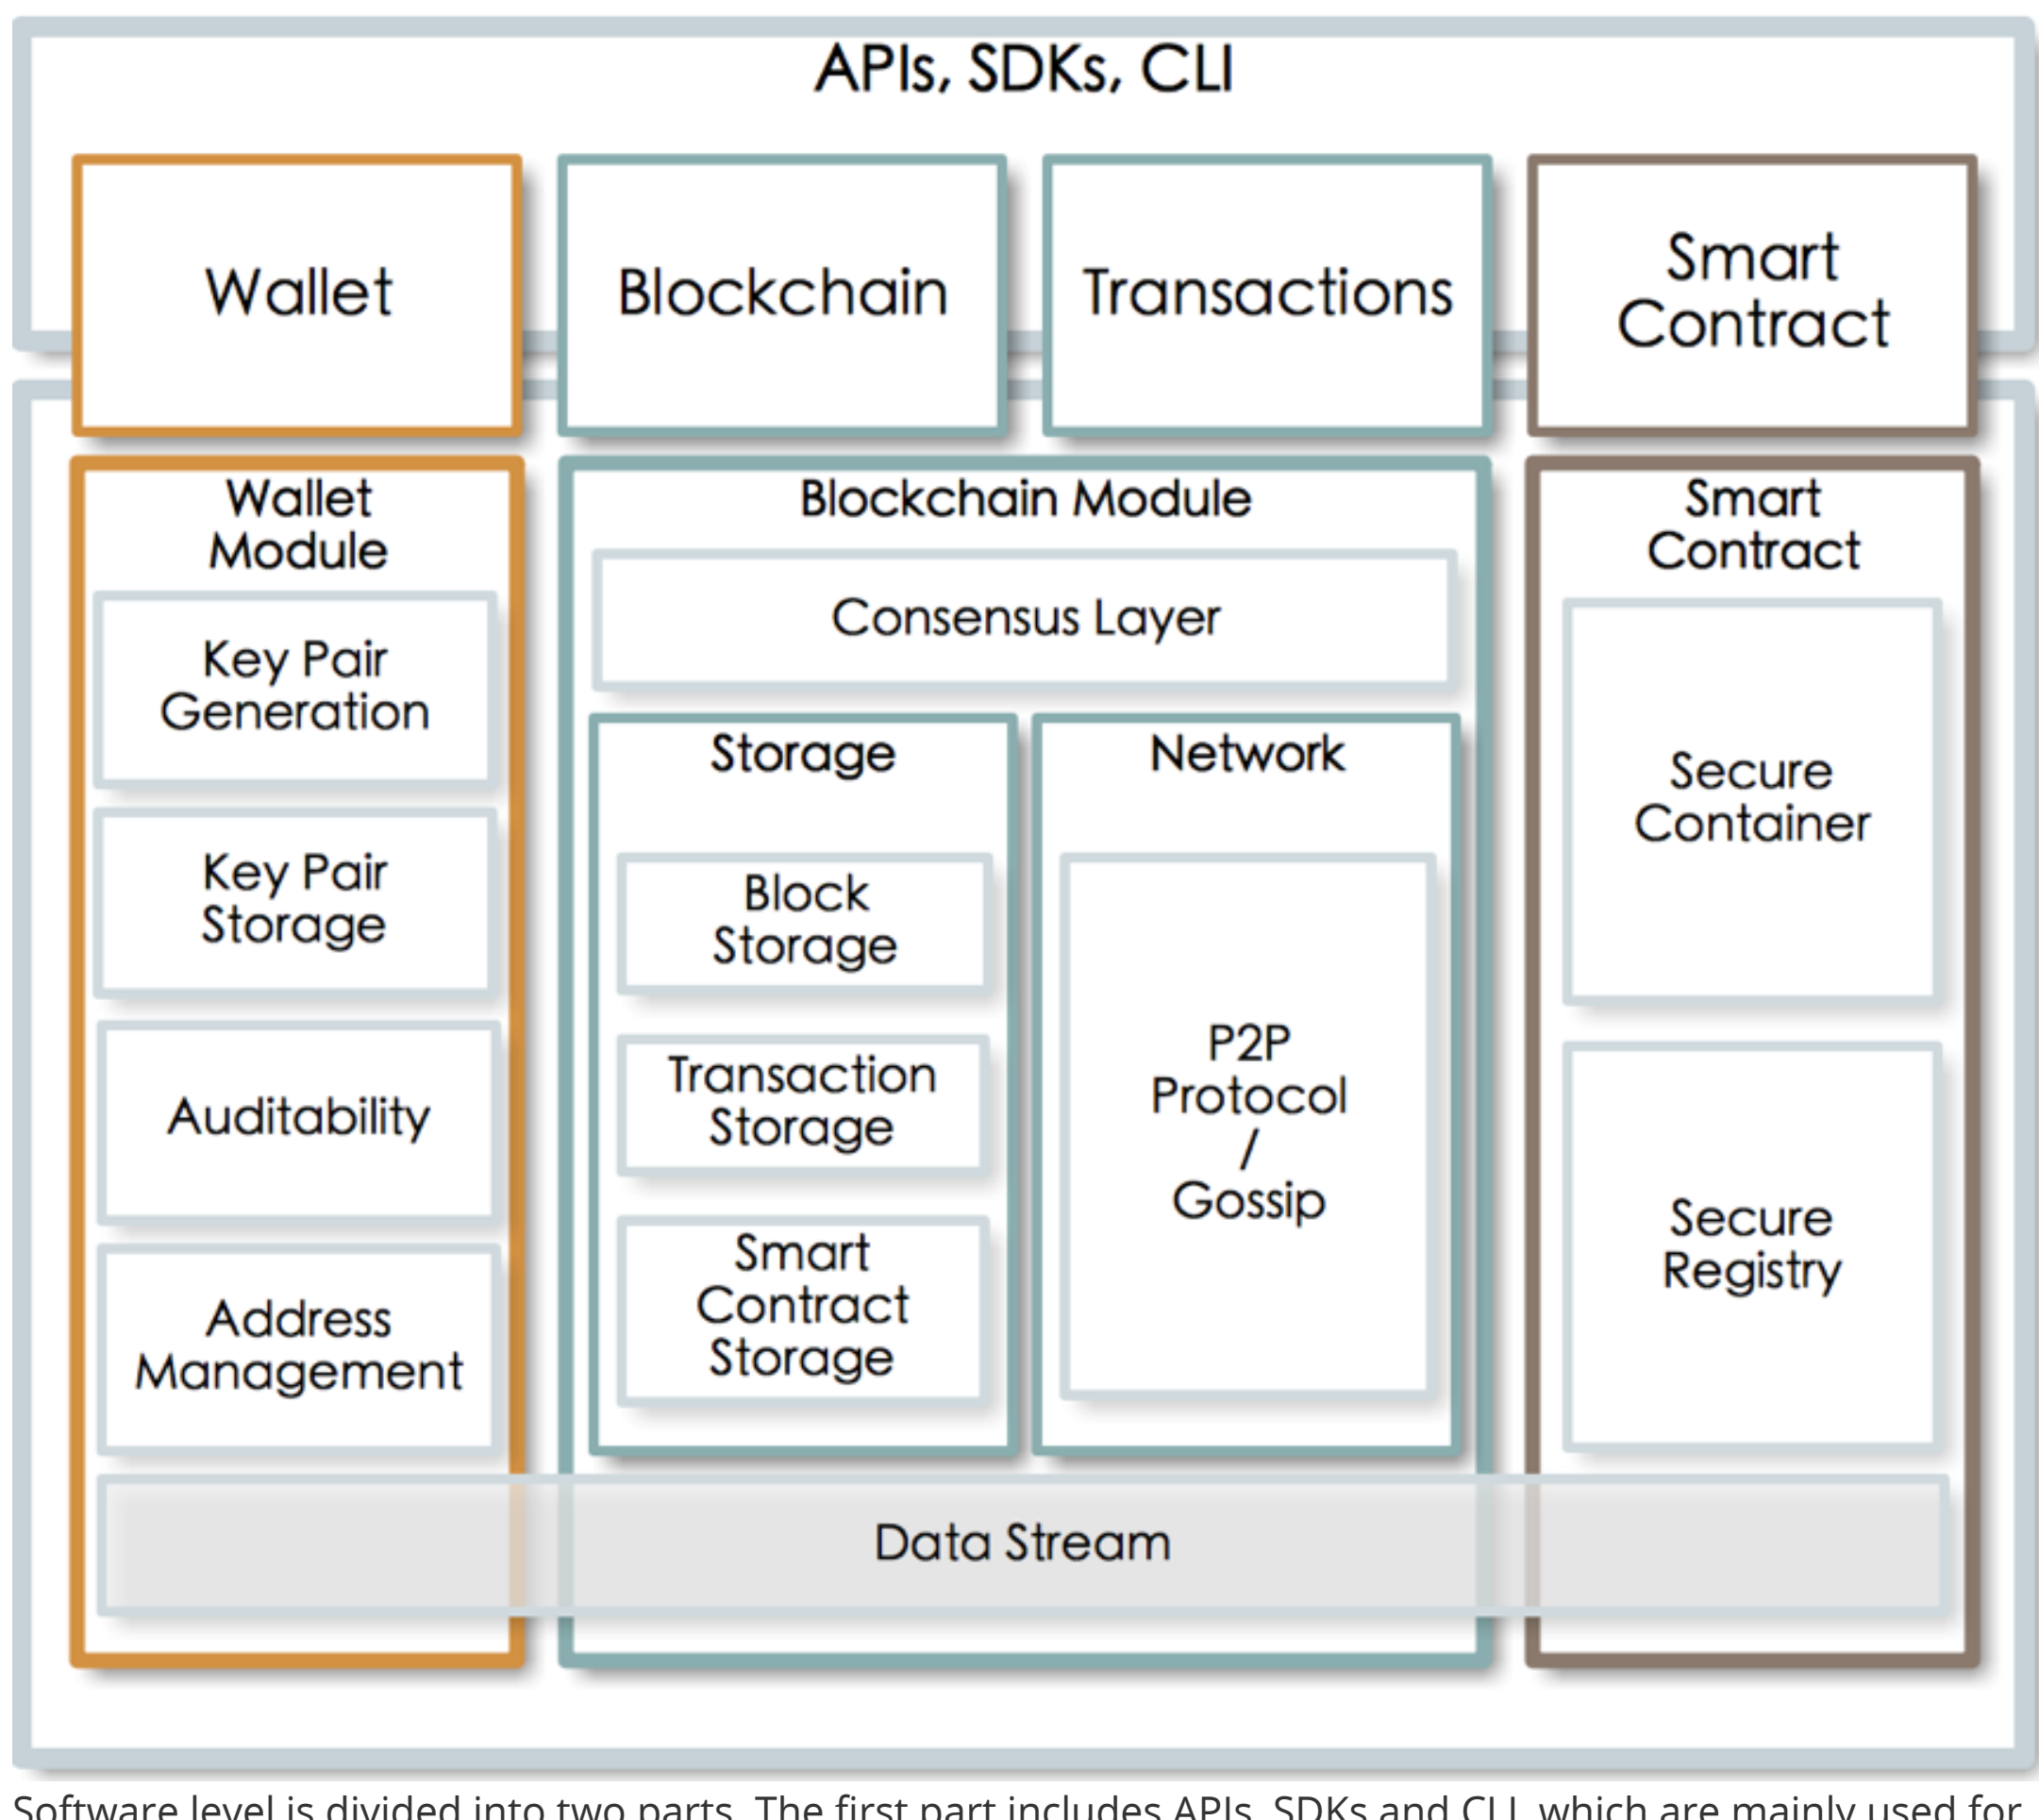 APIs, SDKs, CLI
Wallet
Blockchain
Transactions
Smart
Contract
Wallet
Module
Key Pair
Generation
Key Pair
Storage
Auditability
Address
Management
Blockchain Module
Consensus Layer
Storage
Block
Storage
Transaction
Storage
Smart
Contract
Storage
Network
P2P
Protocol
/
Gossip
Smart
Contract
Secure
Container
Secure
Registry
Data Stream
Software level is divided into two parts. The first part includes APIs, SDKs and CLI, which are mainly used for